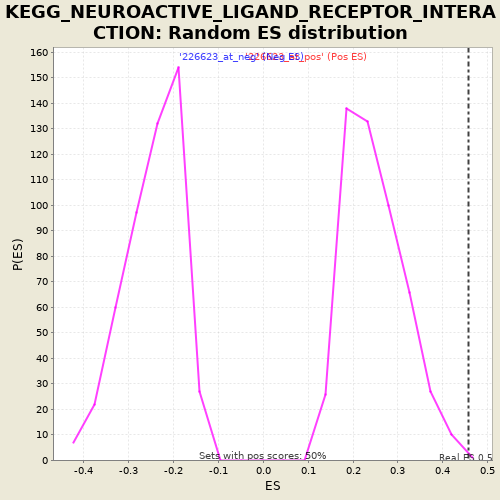 KEGG_NEUROACTIVE_LIGAND_RECEPTOR_INTERA
CTION: Random ES distribution
'226623_at_neg' (Neg ES)
'226623_at_pos' (Pos ES)
160
150
140
130
120
110
100
90
80
70
60
50
40
30
20
10
0
P(ES)
Sets with pos scores: 50%
Real ES 0.5
-0.4 -0.3 -0.2 -0.1 0.0 0.1 0.2 0.3 0.4 0.5
ES